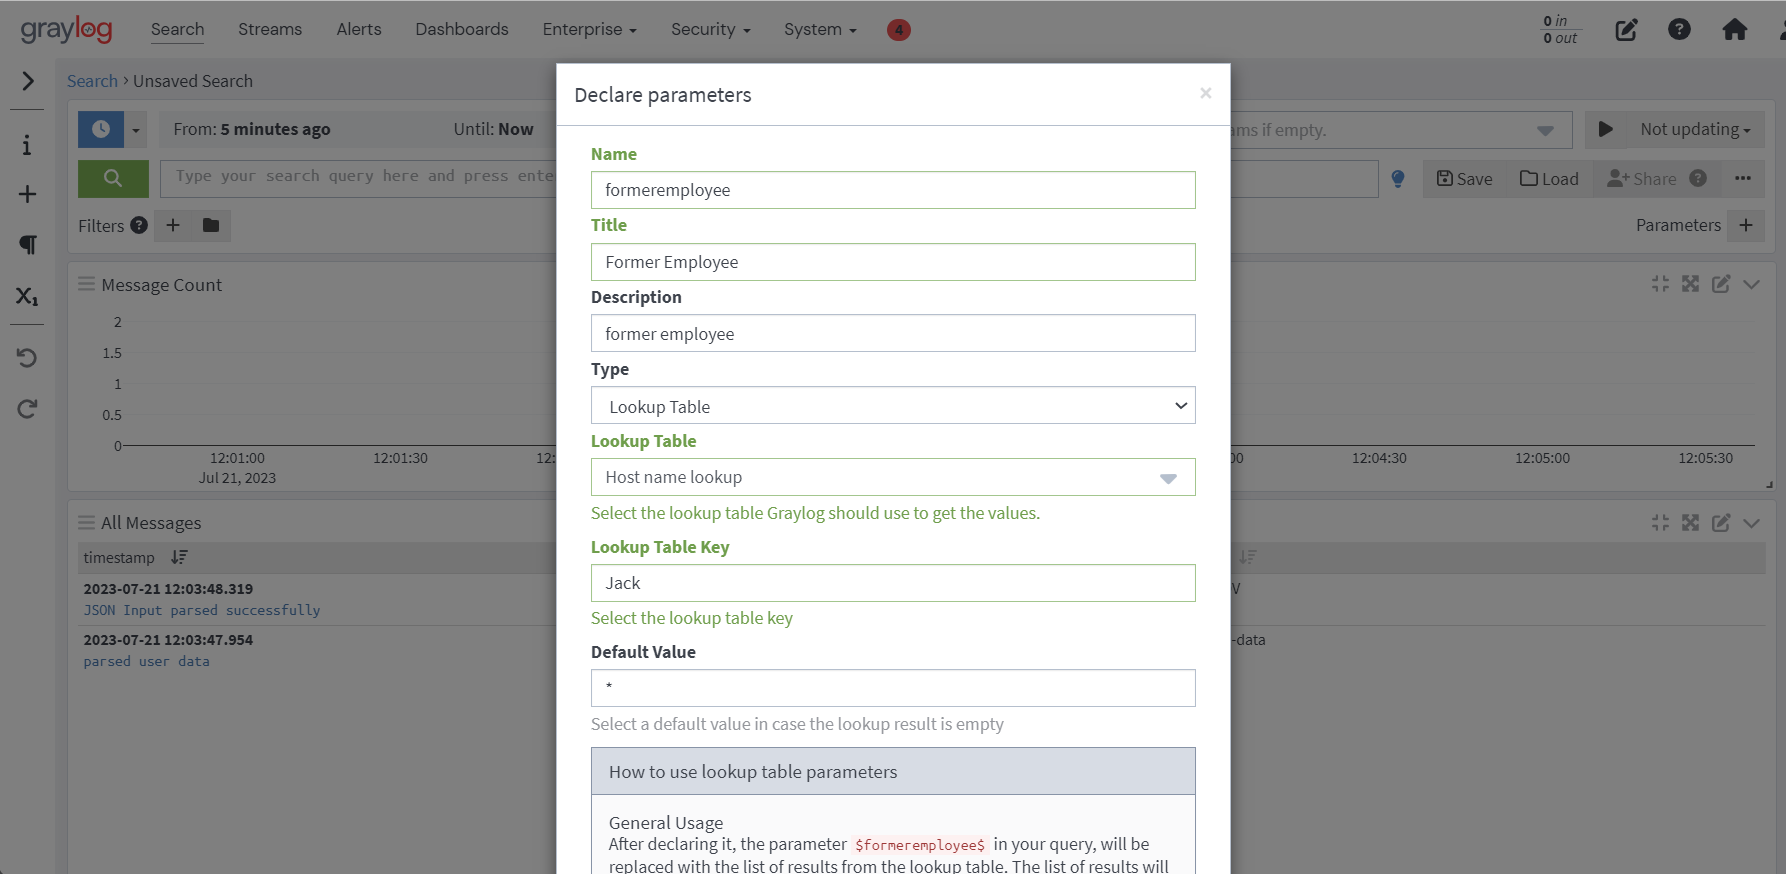 graylog
Search Streams Alerts Dashboards Enterprise Security System 4
0 in
0 out
Search › Unsaved Search
From: 5 minutes ago Until: Now
if empty.
Not updating
Type your search query here and press
Save Load Share
Filters
Parameters
Message Count
2
1.5
1
0.5
0
12:01:00 12:01:30 12: 00 12:04:30 12:05:00 12:05:30
Jul 21, 2023
All Messages
timestamp
2023-07-21 12:03:48.319
JSON Input parsed successfully
2023-07-21 12:03:47.954
-data
parsed user data
Declare parameters
×
Name
formeremployee
Title
Former Employee
Description
former employee
Type
Lookup Table
Lookup Table
Host name lookup
Select the lookup table Graylog should use to get the values.
Lookup Table Key
Jack
Select the lookup table key
Default Value
*
Select a default value in case the lookup result is empty
How to use lookup table parameters
General Usage
After declaring it, the parameter $formeremployee$ in your query, will be
replaced with the list of results from the lookup table. The list of results will